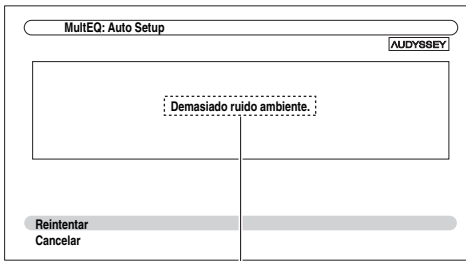 MultEQ: Auto Setup
AUDYSSEY
Demasiado ruido ambiente.
Reintentar
Cancelar